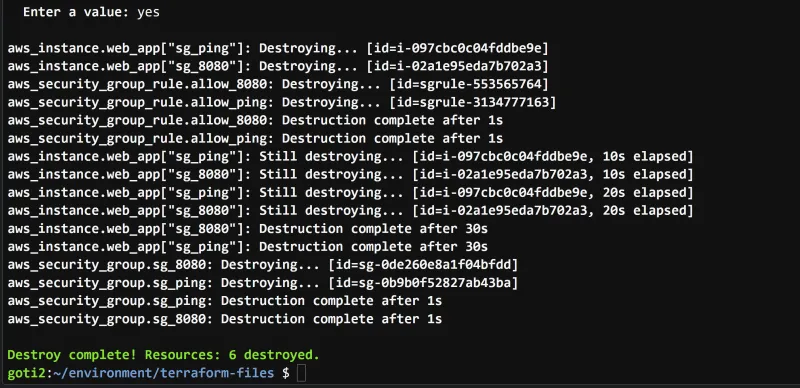 Enter a value: yes
aws_instance.web_app["sg_ping"]: Destroying... [id=i-097cbc0c04fddbe9e]
aws_instance.web_app["sg_8080"]: Destroying... [id=i-02a1e95eda7b702a3]
aws_security_group_rule.allow_8080: Destroying... [id=sgrule-553565764]
aws_security_group_rule.allow_ping: Destroying... [id=sgrule-3134777163]
aws_security_group_rule.allow_8080: Destruction complete after 1s
aws_security_group_rule.allow_ping: Destruction complete after 1s
aws_instance.web_app["sg_ping"]: Still destroying... [id=i-097cbc0c04fddbe9e, 10s elapsed]
aws_instance.web_app["sg_8080"]: Still destroying... [id=i-02a1e95eda7b702a3, 10s elapsed]
aws_instance.web_app["sg_ping"]: Still destroying... [id=i-097cbc0c04fddbe9e, 20s elapsed]
aws_instance.web_app["sg_8080"]: Still destroying... [id=i-02a1e95eda7b702a3, 20s elapsed]
aws_instance.web_app["sg_8080"]: Destruction complete after 30s
aws_instance.web_app["sg_ping"]: Destruction complete after 30s
aws_security_group.sg_8080: Destroying... [id=sg-0de260e8a1f04bfdd]
aws_security_group.sg_ping: Destroying... [id=sg-0b9b0f52827ab43ba]
aws_security_group.sg_ping: Destruction complete after 1s
aws_security_group.sg_8080: Destruction complete after 1s
Destroy complete! Resources: 6 destroyed.
goti2:~/environment/terraform-files $